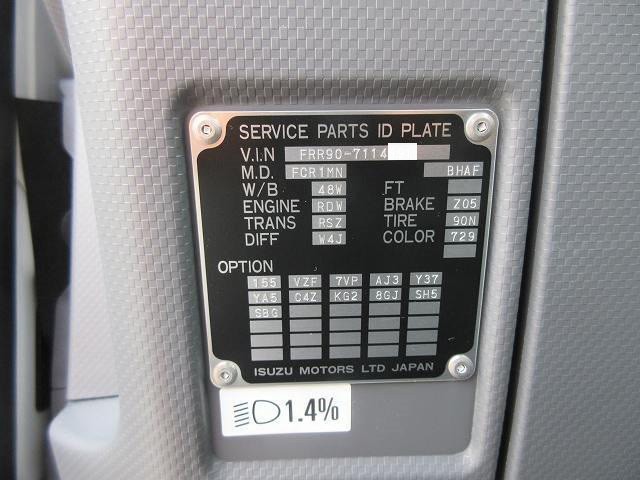 SERVICE PARTS ID PLATE
V.I.N FRR90-7114
M.D. FCR1MN BHAF
W/B 48W FT
ENGINE RDW BRAKE Z05
TRANS RSZ TIRE 90N
DIFF W4J COLOR 729
OPTION
155 VZF 7VP AJ3 Y37
YA5 C4Z KG2 8GJ SH5
SBG
ISUZU MOTORS LTD JAPAN
1.4%